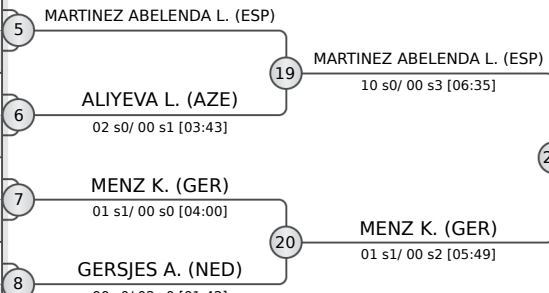 5
MARTINEZ ABELENDA L. (ESP)
19
MARTINEZ ABELENDA L. (ESP)
10 s0/ 00 s3 [06:35]
6
ALIYEVA L. (AZE)
02 s0/ 00 s1 [03:43]
7
MENZ K. (GER)
01 s1/ 00 s0 [04:00]
20
MENZ K. (GER)
01 s1/ 00 s2 [05:49]
8
GERSJES A. (NED)